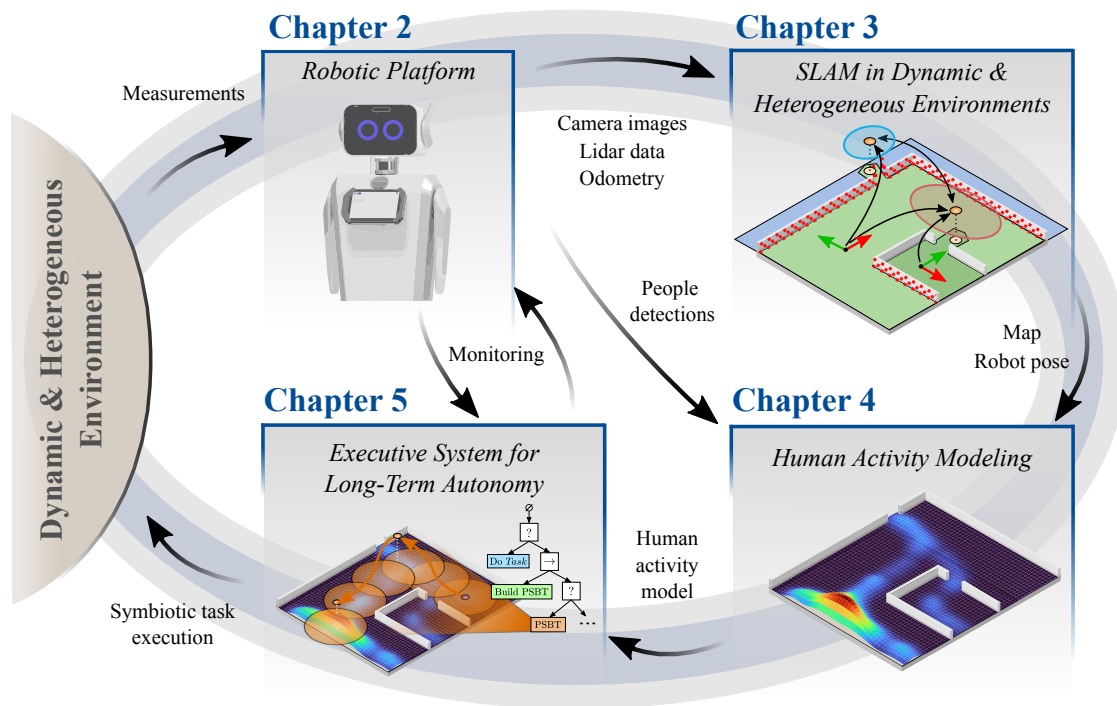 Chapter 2
Robotic Platform
Chapter 3
SLAM in Dynamic &
Heterogeneous Environments
Measurements
Camera images
Lidar data
Odometry
Dynamic & Heterogeneous
Environment
People
detections
Monitoring
Map
Robot pose
Chapter 5
Executive System for
Long-Term Autonomy
∅
?
Do Task
→
Build PSBT
?
PSBT
...
Chapter 4
Human Activity Modeling
Human
activity
model
Symbiotic task
execution